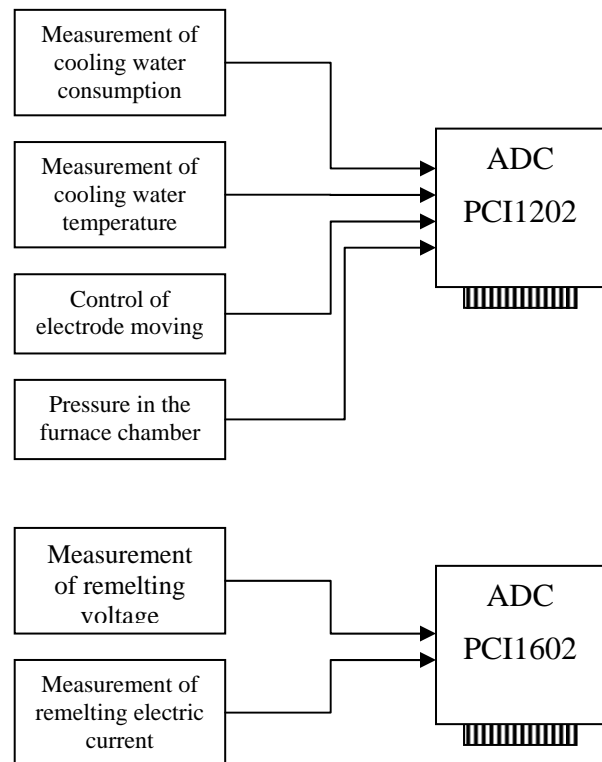 Measurement of
cooling water
consumption
ADC
PCI1202
Measurement of
cooling water
temperature
Control of
electrode moving
Pressure in the
furnace chamber
Measurement
of remelting
voltage
ADC
PCI1602
Measurement of
remelting electric
current